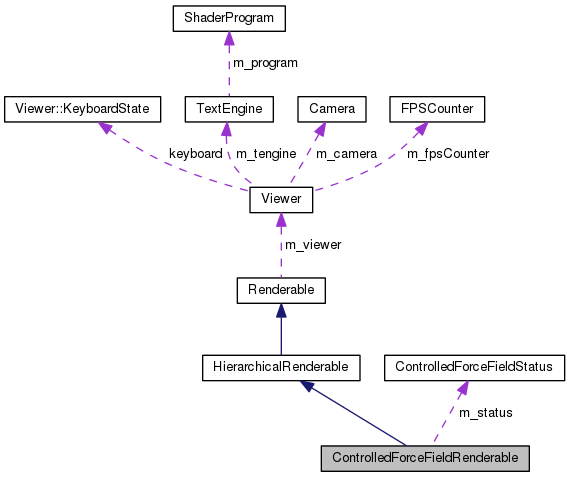 ShaderProgram
m_program
Viewer::KeyboardState
TextEngine
Camera
FPSCounter
keyboard
m_tengine
m_camera
m_fpsCounter
Viewer
m_viewer
Renderable
HierarchicalRenderable
ControlledForceFieldStatus
m_status
ControlledForceFieldRenderable